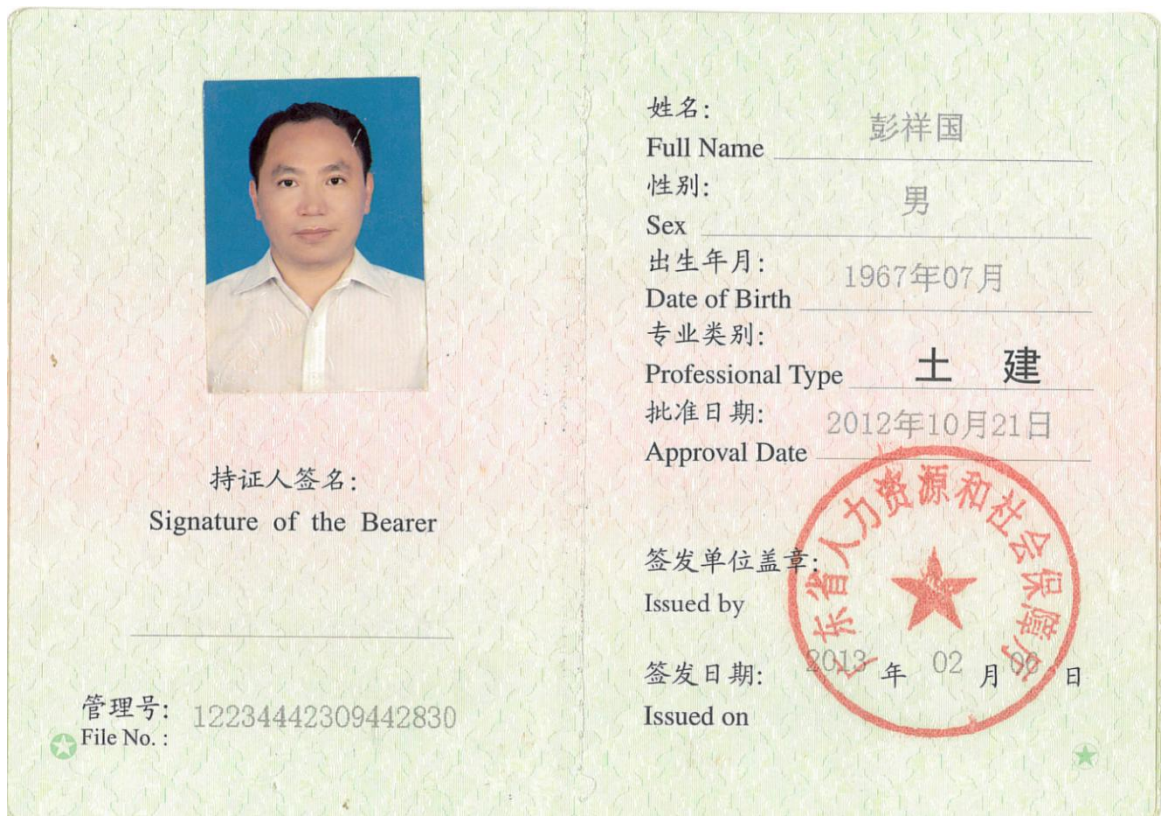 持证人签名:
Signature of the Bearer
管理号: 12234442309442830
File No. :
姓名: 彭祥国
Full Name
性别: 男
Sex
出生年月: 1967年07月
Date of Birth
专业类别: 土 建
Professional Type
批准日期: 2012年10月21日
Approval Date
签发单位盖章:
Issued by
广东省人力资源和社会保障厅
签发日期: 2013 年 02 月 日
Issued on